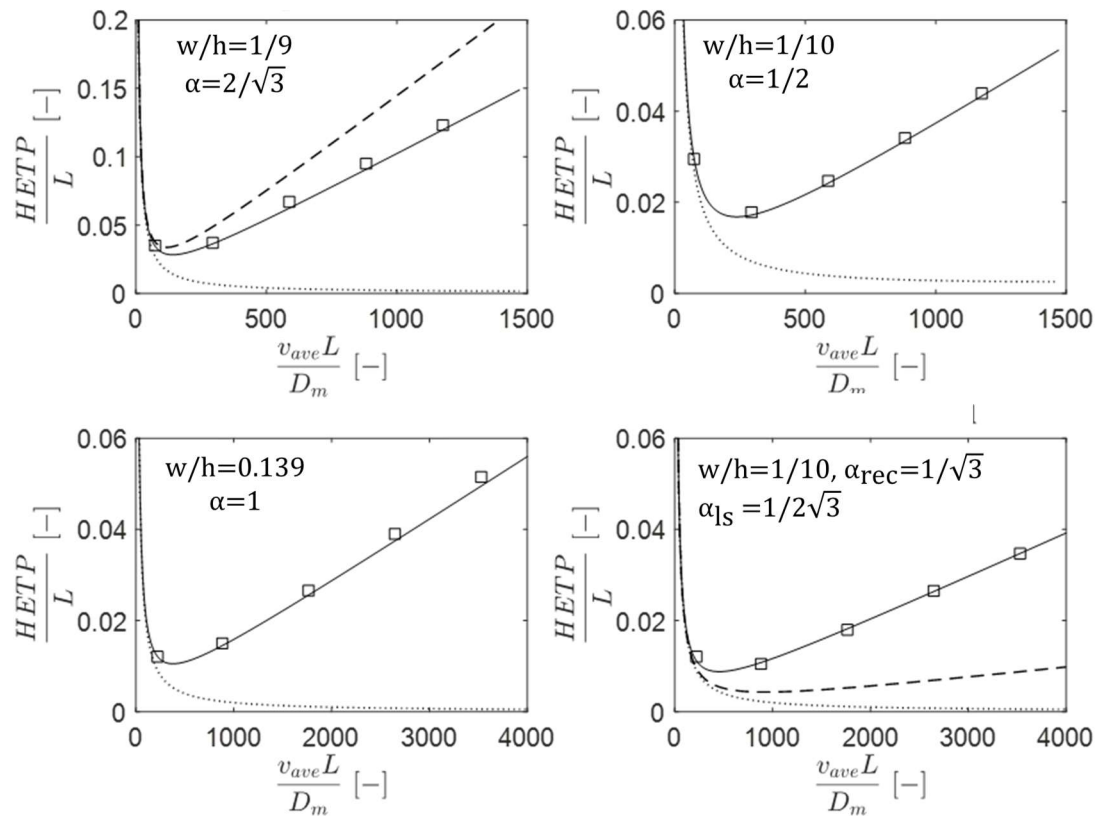 0.2
0.15
0.1
0.05
0
HETP
L
[−]
w/h=1/9
α=2/√3
0
500
1000
1500
v_ave L
D_m
[−]
0.06
0.04
0.02
0
HETP
L
[−]
w/h=1/10
α=1/2
0
500
1000
1500
v_ave L
D_m
[−]
0.06
0.04
0.02
0
HETP
L
[−]
w/h=0.139
α=1
0
1000
2000
3000
4000
v_ave L
D_m
[−]
0.06
0.04
0.02
0
HETP
L
[−]
w/h=1/10, α_rec=1/√3
α_ls =1/2√3
0
1000
2000
3000
4000
v_ave L
D_m
[−]